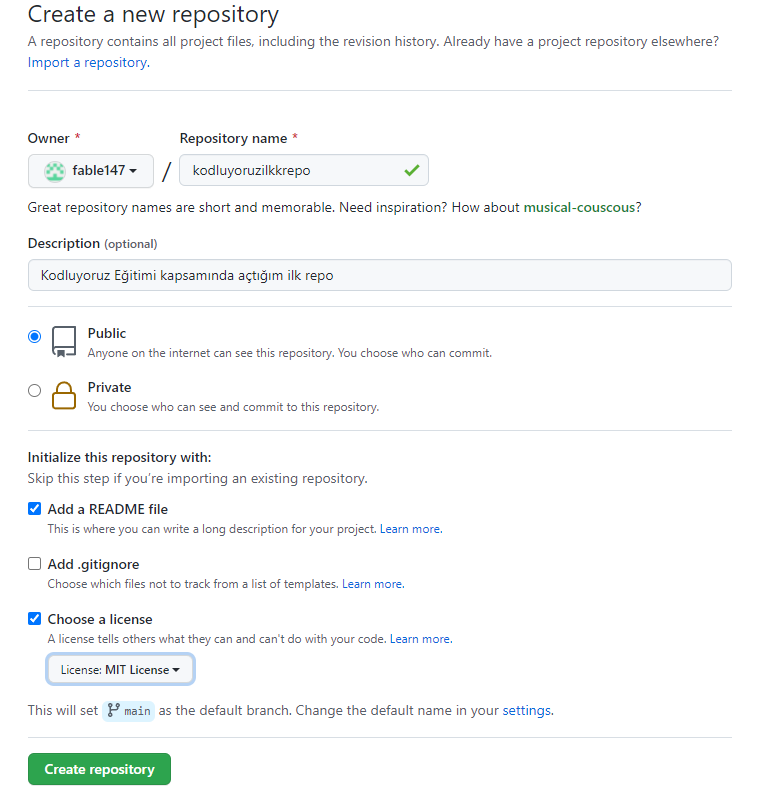 Create a new repository
A repository contains all project files, including the revision history. Already have a project repository elsewhere?
Import a repository.
Owner * Repository name *
fable147 / kodluyoruzilkkrepo
Great repository names are short and memorable. Need inspiration? How about musical-couscous?
Description (optional)
Kodluyoruz Eğitimi kapsamında açtığım ilk repo
Public
Anyone on the internet can see this repository. You choose who can commit.
Private
You choose who can see and commit to this repository.
Initialize this repository with:
Skip this step if you're importing an existing repository.
Add a README file
This is where you can write a long description for your project. Learn more.
Add .gitignore
Choose which files not to track from a list of templates. Learn more.
Choose a license
A license tells others what they can and can't do with your code. Learn more.
License: MIT License
This will set main as the default branch. Change the default name in your settings.
Create repository